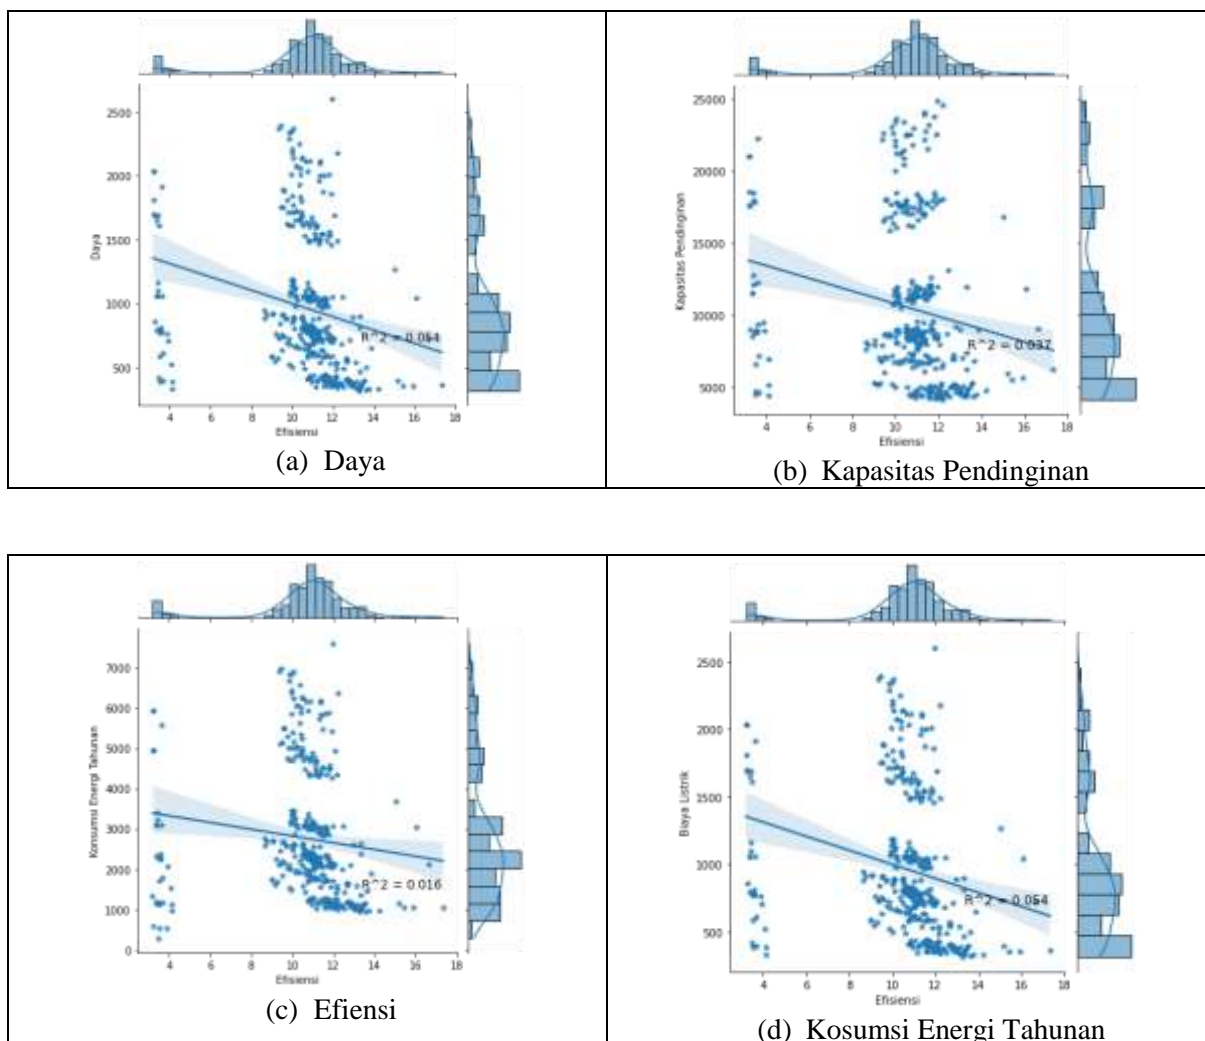 2500
2000
1500
1000
500
Daya
R^2 = 0.054
4 6 8 10 12 14 16 18
Efisiensi
(a) Daya
25000
20000
15000
10000
5000
Kapasitas Pendinginan
R^2 = 0.037
4 6 8 10 12 14 16 18
Efisiensi
(b) Kapasitas Pendinginan
7000
6000
5000
4000
3000
2000
1000
0
Konsumsi Energi Tahunan
R^2 = 0.016
4 6 8 10 12 14 16 18
Efisiensi
(c) Efiensi
2500
2000
1500
1000
500
Biaya Listrik
R^2 = 0.054
4 6 8 10 12 14 16 18
Efisiensi
(d) Kosumsi Energi Tahunan